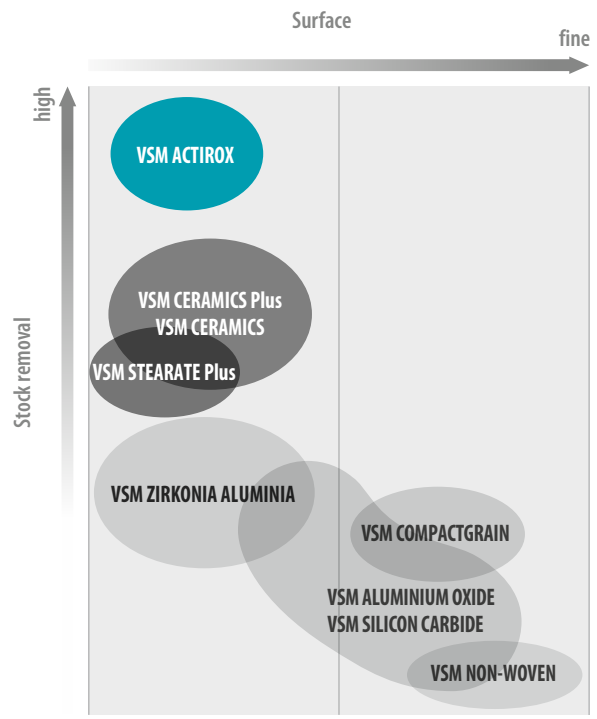 Surface
fine
high
Stock removal
VSM ACTIROX
VSM CERAMICS Plus
VSM CERAMICS
VSM STEARATE Plus
VSM ZIRKONIA ALUMINIA
VSM COMPACTGRAIN
VSM ALUMINIUM OXIDE
VSM SILICON CARBIDE
VSM NON-WOVEN